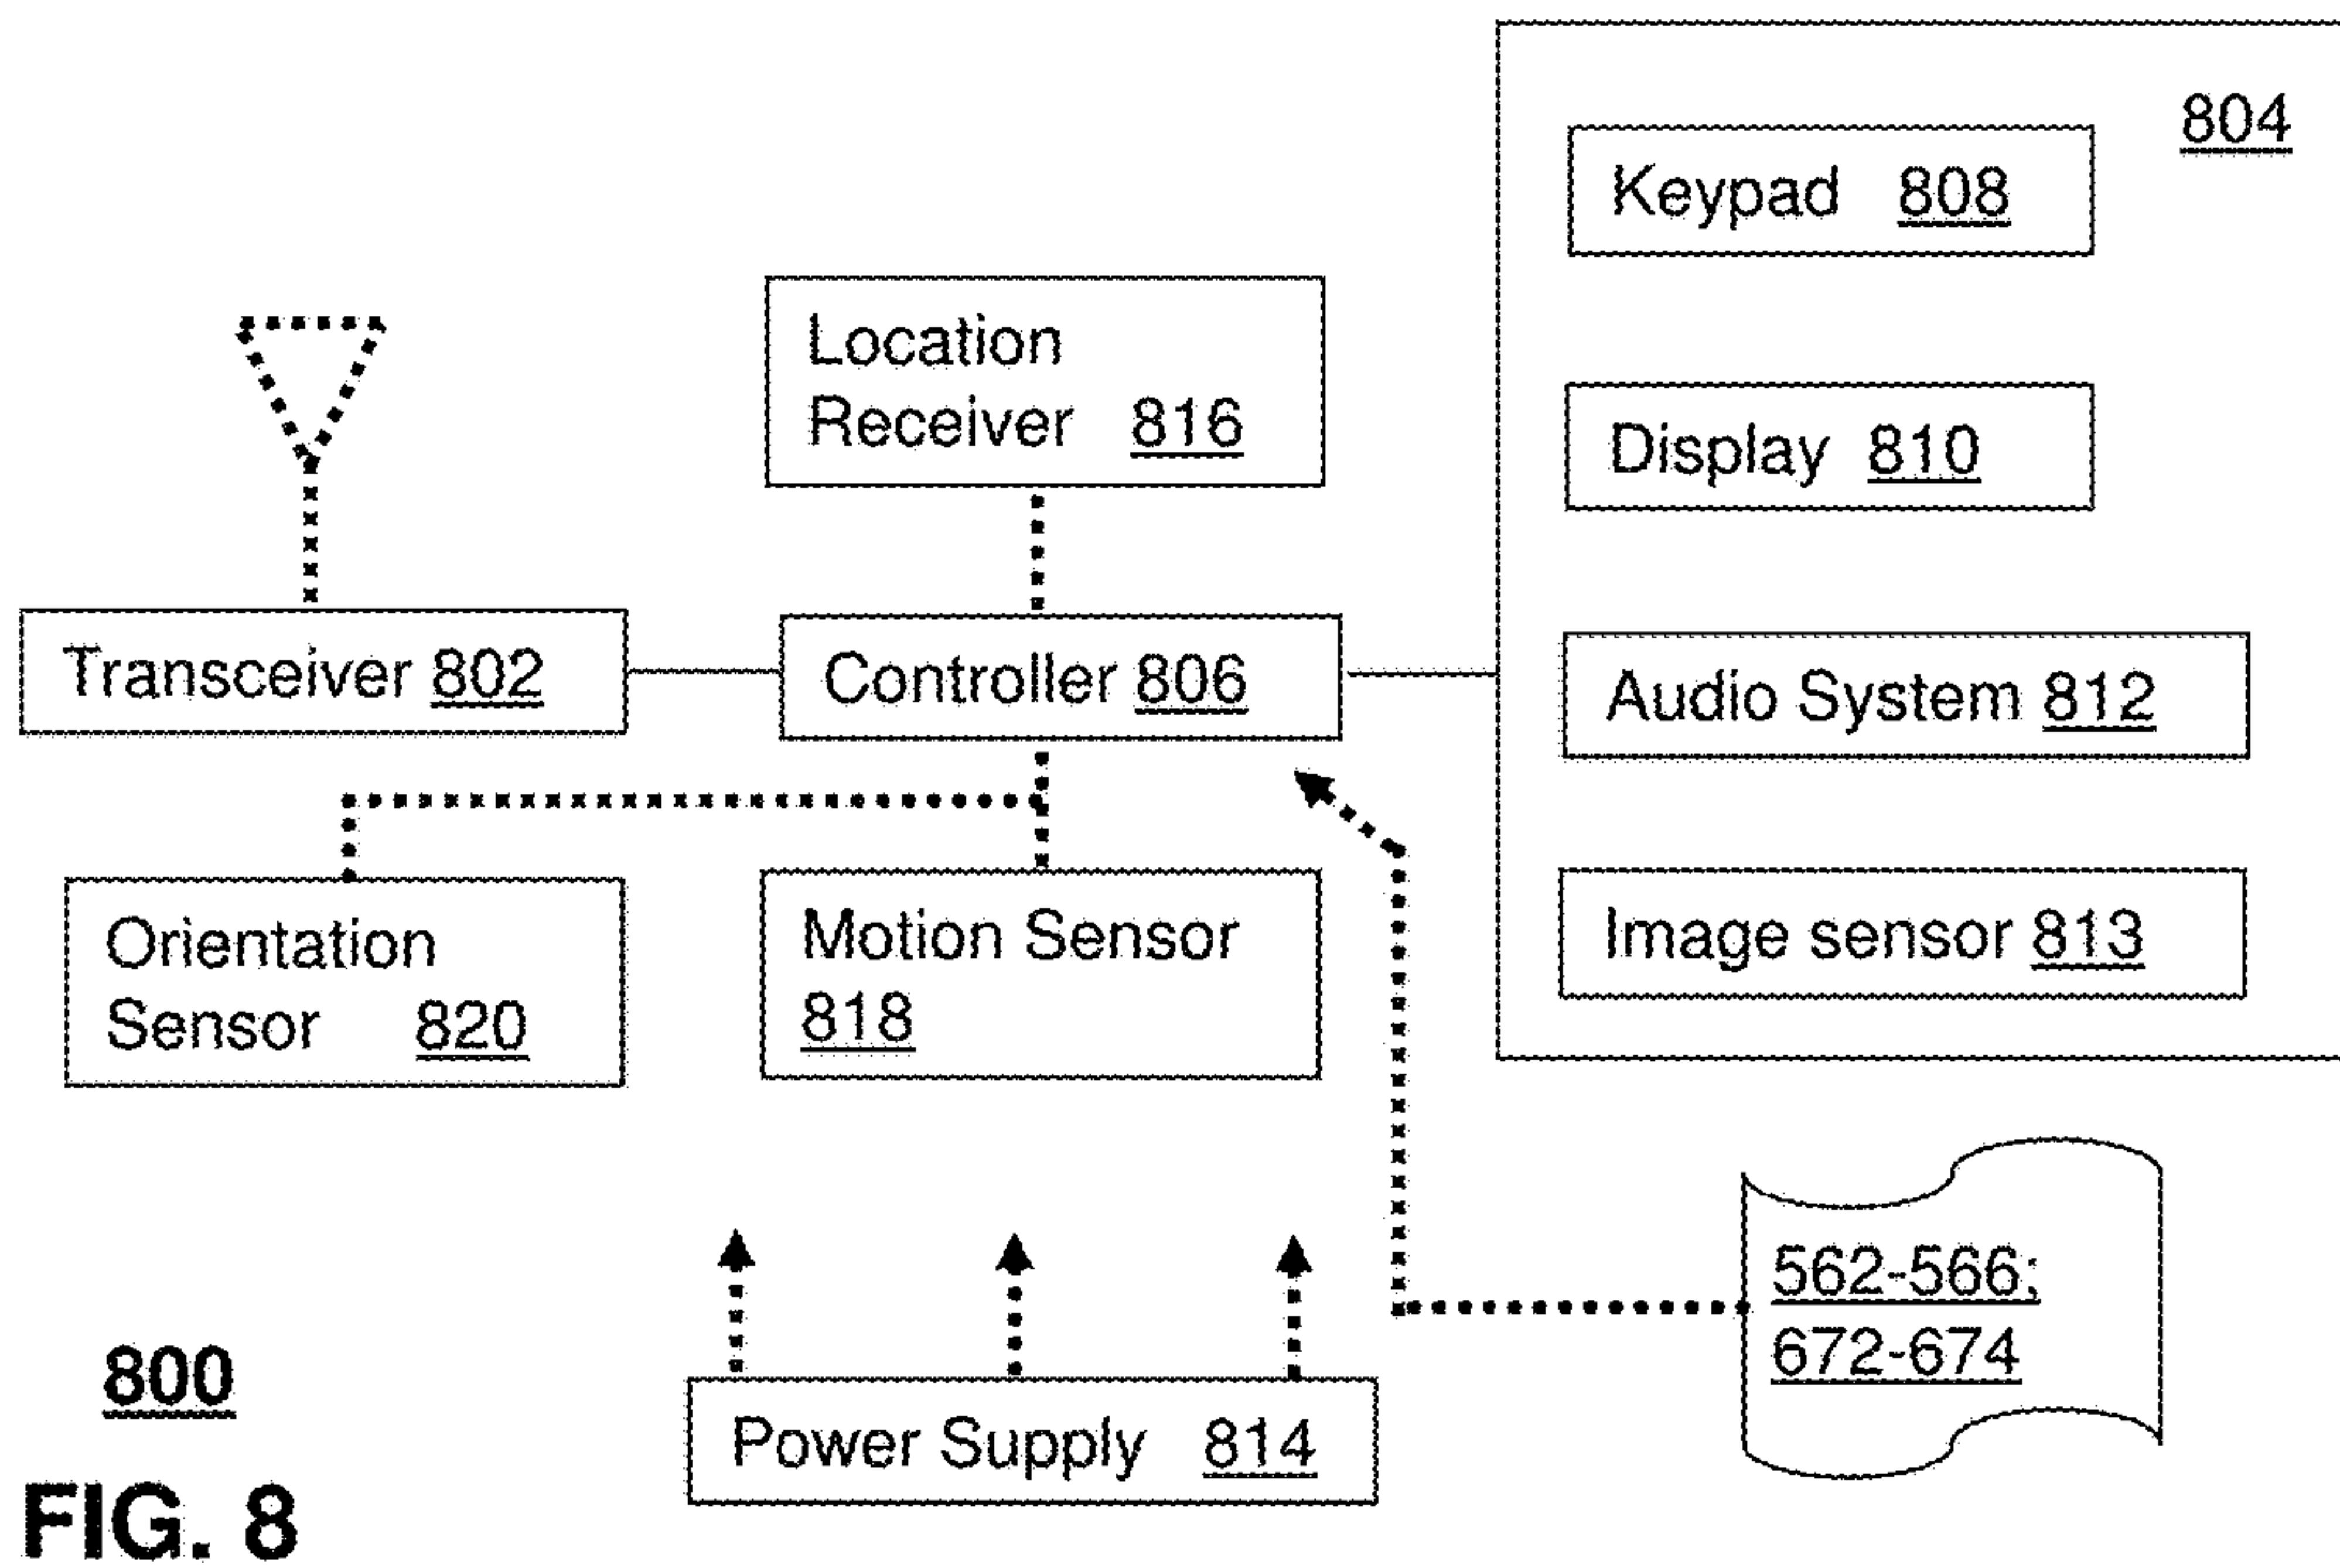 804
Keypad 808
Location
Receiver 816
Display 810
Transceiver 802
Controller 806
Audio System 812
Orientation
Sensor 820
Motion Sensor
818
Image sensor 813
562-566;
672-674
Power Supply 814
800
FIG. 8